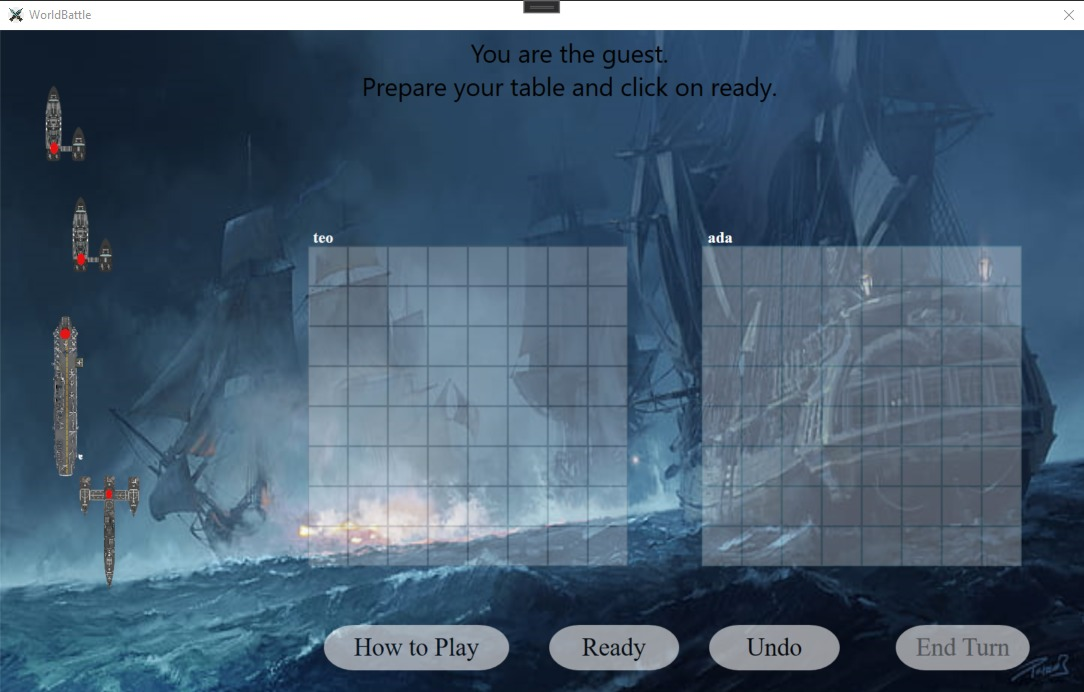 WorldBattle
You are the guest.
Prepare your table and click on ready.
teo
ada
How to Play
Ready
Undo
End Turn